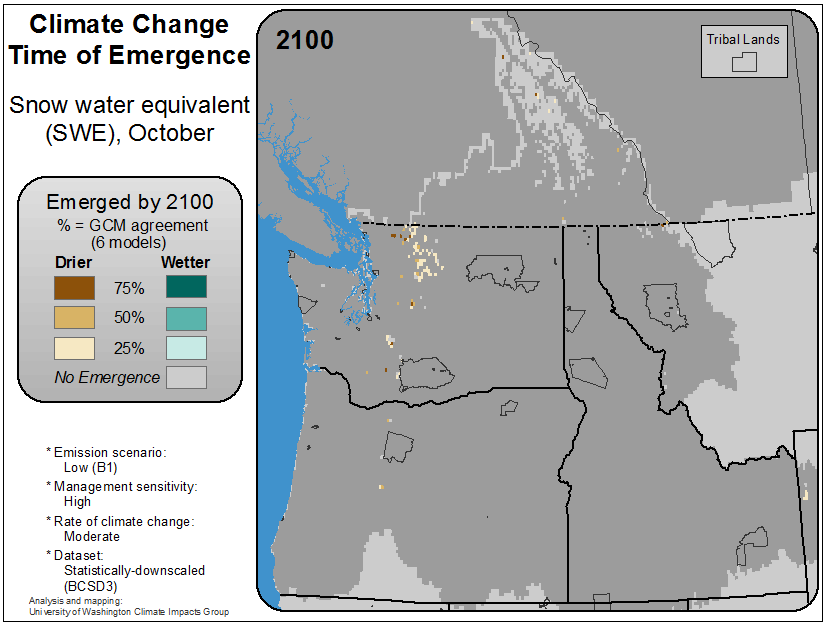 Climate Change
Time of Emergence
Snow water equivalent
(SWE), October
Emerged by 2100
% = GCM agreement
(6 models)
Drier Wetter
75%
50%
25%
No Emergence
* Emission scenario:
Low (B1)
* Management sensitivity:
High
* Rate of climate change:
Moderate
* Dataset:
Statistically-downscaled
(BCSD3)
Analysis and mapping:
University of Washington Climate Impacts Group
2100
Tribal Lands